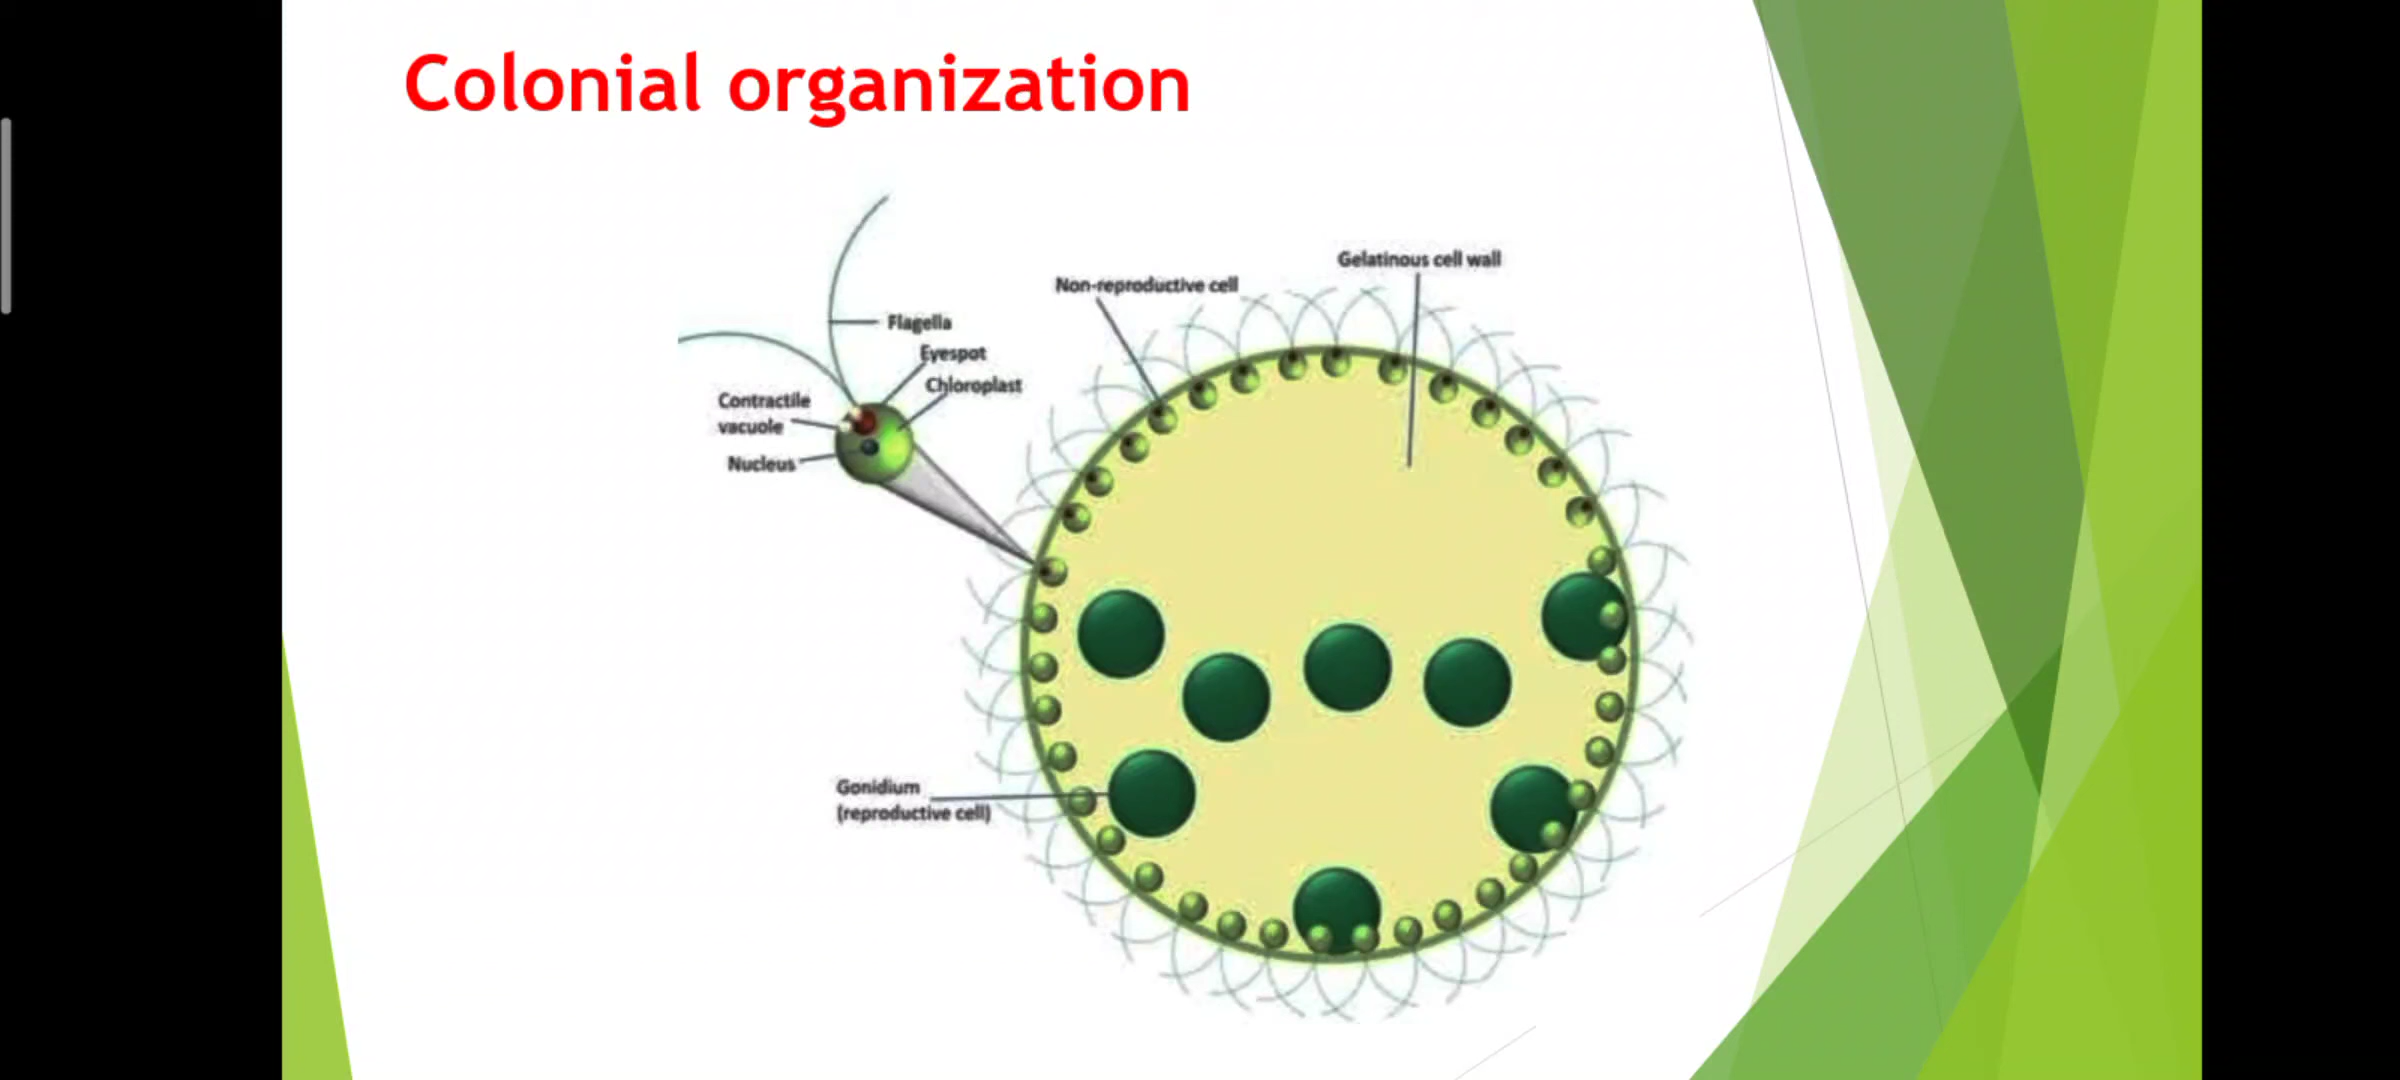 Colonial organization
Gelatinous cell wall
Non-reproductive cell
Flagella
Eyespot
Chloroplast
Contractile
vacuole
Nucleus
Gonidium
(reproductive cell)